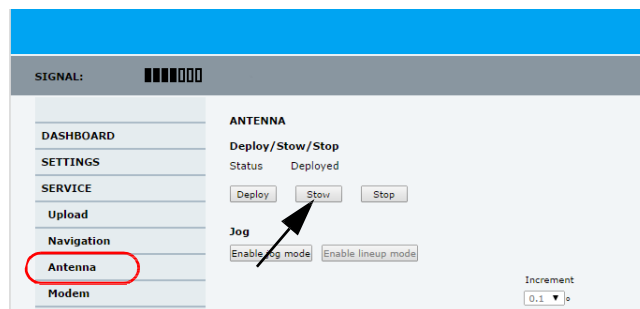 SIGNAL:
ANTENNA
DASHBOARD
Deploy/Stow/Stop
SETTINGS
Status Deployed
SERVICE
Deploy Stow Stop
Upload
Navigation
Jog
Enable jog mode Enable lineup mode
Antenna
Increment
Modem
0.1 ▼ °